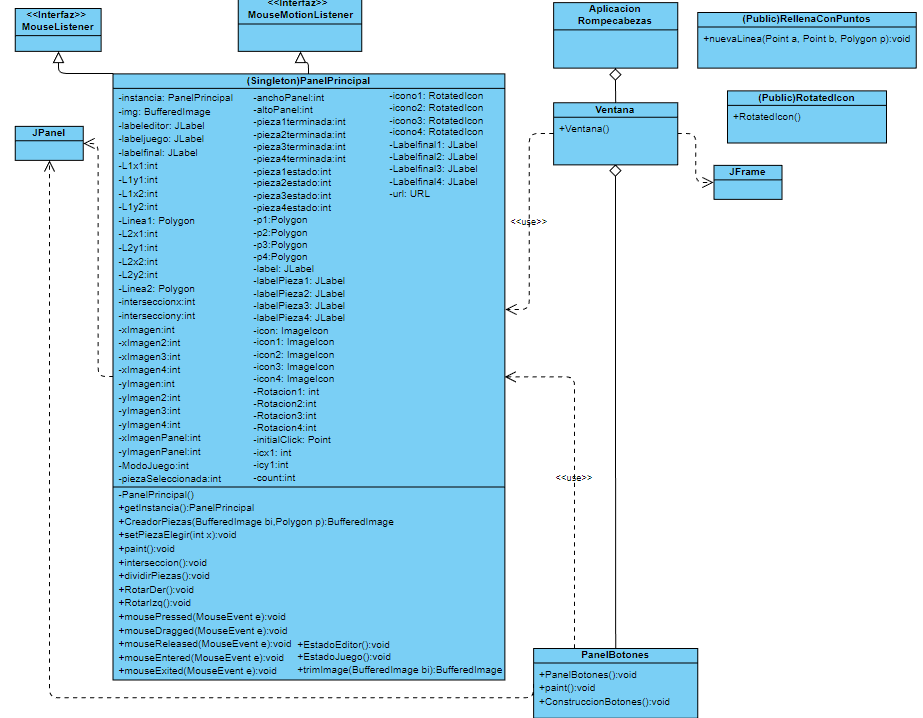 <<Interfaz>>
MouseListener
<<Interfaz>>
MouseMotionListener
Aplicacion
Rompecabezas
(Public)RellenaConPuntos
+nuevaLinea(Point a, Point b, Polygon p):void
(Public)RotatedIcon
+RotatedIcon()
Ventana
+Ventana()
JFrame
JPanel
<<use>>
<<use>>
(Singleton)PanelPrincipal
-instancia: PanelPrincipal
-img: BufferedImage
-labeleditor: JLabel
-labeljuego: JLabel
-labelfinal: JLabel
-L1x1:int
-L1y1:int
-L1x2:int
-L1y2:int
-Linea1: Polygon
-L2x1:int
-L2y1:int
-L2x2:int
-L2y2:int
-Linea2: Polygon
-interseccionx:int
-intersecciony:int
-xImagen:int
-xImagen2:int
-xImagen3:int
-xImagen4:int
-yImagen:int
-yImagen2:int
-yImagen3:int
-yImagen4:int
-xImagenPanel:int
-yImagenPanel:int
-ModoJuego:int
-piezaSeleccionada:int
-anchoPanel:int
-altoPanel:int
-pieza1terminada:int
-pieza2terminada:int
-pieza3terminada:int
-pieza4terminada:int
-pieza1estado:int
-pieza2estado:int
-pieza3estado:int
-pieza4estado:int
-p1:Polygon
-p2:Polygon
-p3:Polygon
-p4:Polygon
-label: JLabel
-labelPieza1: JLabel
-labelPieza2: JLabel
-labelPieza3: JLabel
-labelPieza4: JLabel
-icon: ImageIcon
-icon1: ImageIcon
-icon2: ImageIcon
-icon3: ImageIcon
-icon4: ImageIcon
-Rotacion1: int
-Rotacion2:int
-Rotacion3:int
-Rotacion4:int
-initialClick: Point
-icx1: int
-icy1:int
-count:int
-icono1: RotatedIcon
-icono2: RotatedIcon
-icono3: RotatedIcon
-icono4: RotatedIcon
-Labelfinal1: JLabel
-Labelfinal2: JLabel
-Labelfinal3: JLabel
-Labelfinal4: JLabel
-url: URL
-PanelPrincipal()
+getInstancia():PanelPrincipal
+CreadorPiezas(BufferedImage bi,Polygon p):BufferedImage
+setPiezaElegir(int x):void
+paint():void
+interseccion():void
+dividirPiezas():void
+RotarDer():void
+RotarIzq():void
+mousePressed(MouseEvent e):void
+mouseDragged(MouseEvent e):void
+mouseReleased(MouseEvent e):void
+mouseEntered(MouseEvent e):void
+mouseExited(MouseEvent e):void
+EstadoEditor():void
+EstadoJuego():void
+trimImage(BufferedImage bi):BufferedImage
PanelBotones
+PanelBotones():void
+paint():void
+ConstruccionBotones():void